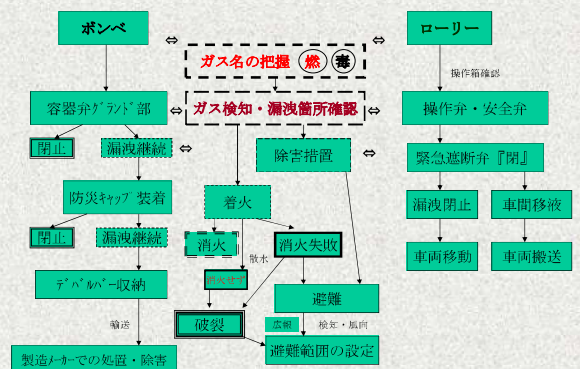 ボンベ ⇔ ガス名の把握 燃 毒 ⇔ ローリー
操作箱確認
容器弁グランド部 ⇔ ガス検知・漏洩箇所確認 ⇔ 操作弁・安全弁
閉止 漏洩継続 ⇔ 除害措置 ⇔ 緊急遮断弁『閉』
防災キャップ装着 着火 漏洩閉止 車間移液
閉止 漏洩継続 消火 散水 消火失敗 車両移動 車両搬送
デバルバー収納 消火せず 避難
輸送 破裂 広報 検知・風向
製造メーカーでの処置・除害 避難範囲の設定